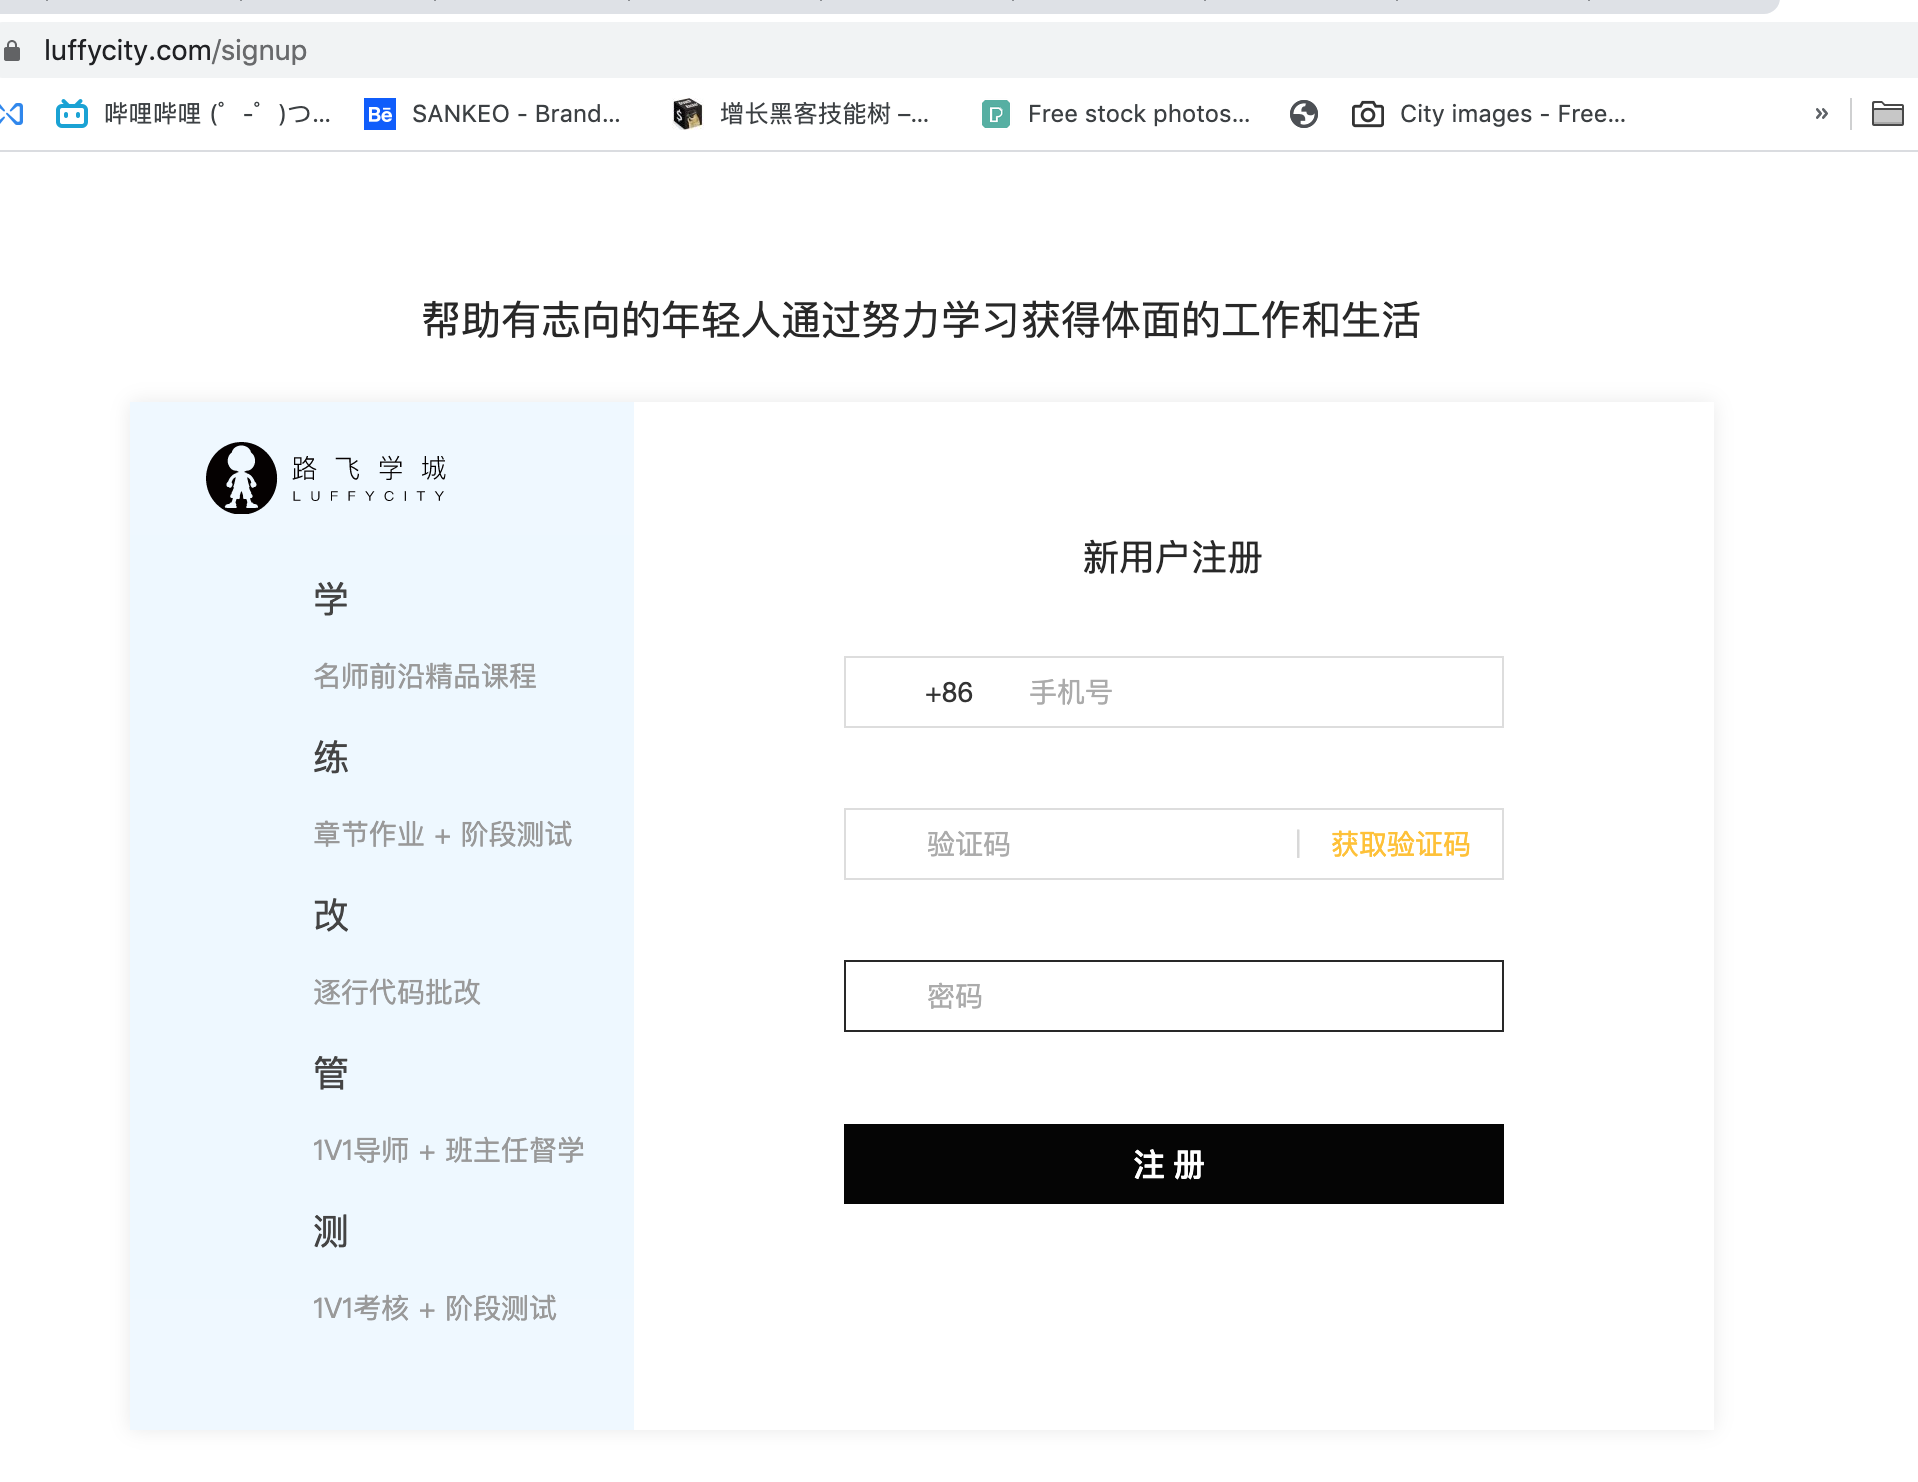 luffycity.com/signup
哔哩哔哩 (゜-゜)つ...
Bē SANKEO - Brand...
增长黑客技能树 –...
Free stock photos...
City images - Free...
»
帮助有志向的年轻人通过努力学习获得体面的工作和生活
路飞学城
LUFFYCITY
学
名师前沿精品课程
练
章节作业 + 阶段测试
改
逐行代码批改
管
1V1导师 + 班主任督学
测
1V1考核 + 阶段测试
新用户注册
+86 手机号
验证码 | 获取验证码
密码
注 册